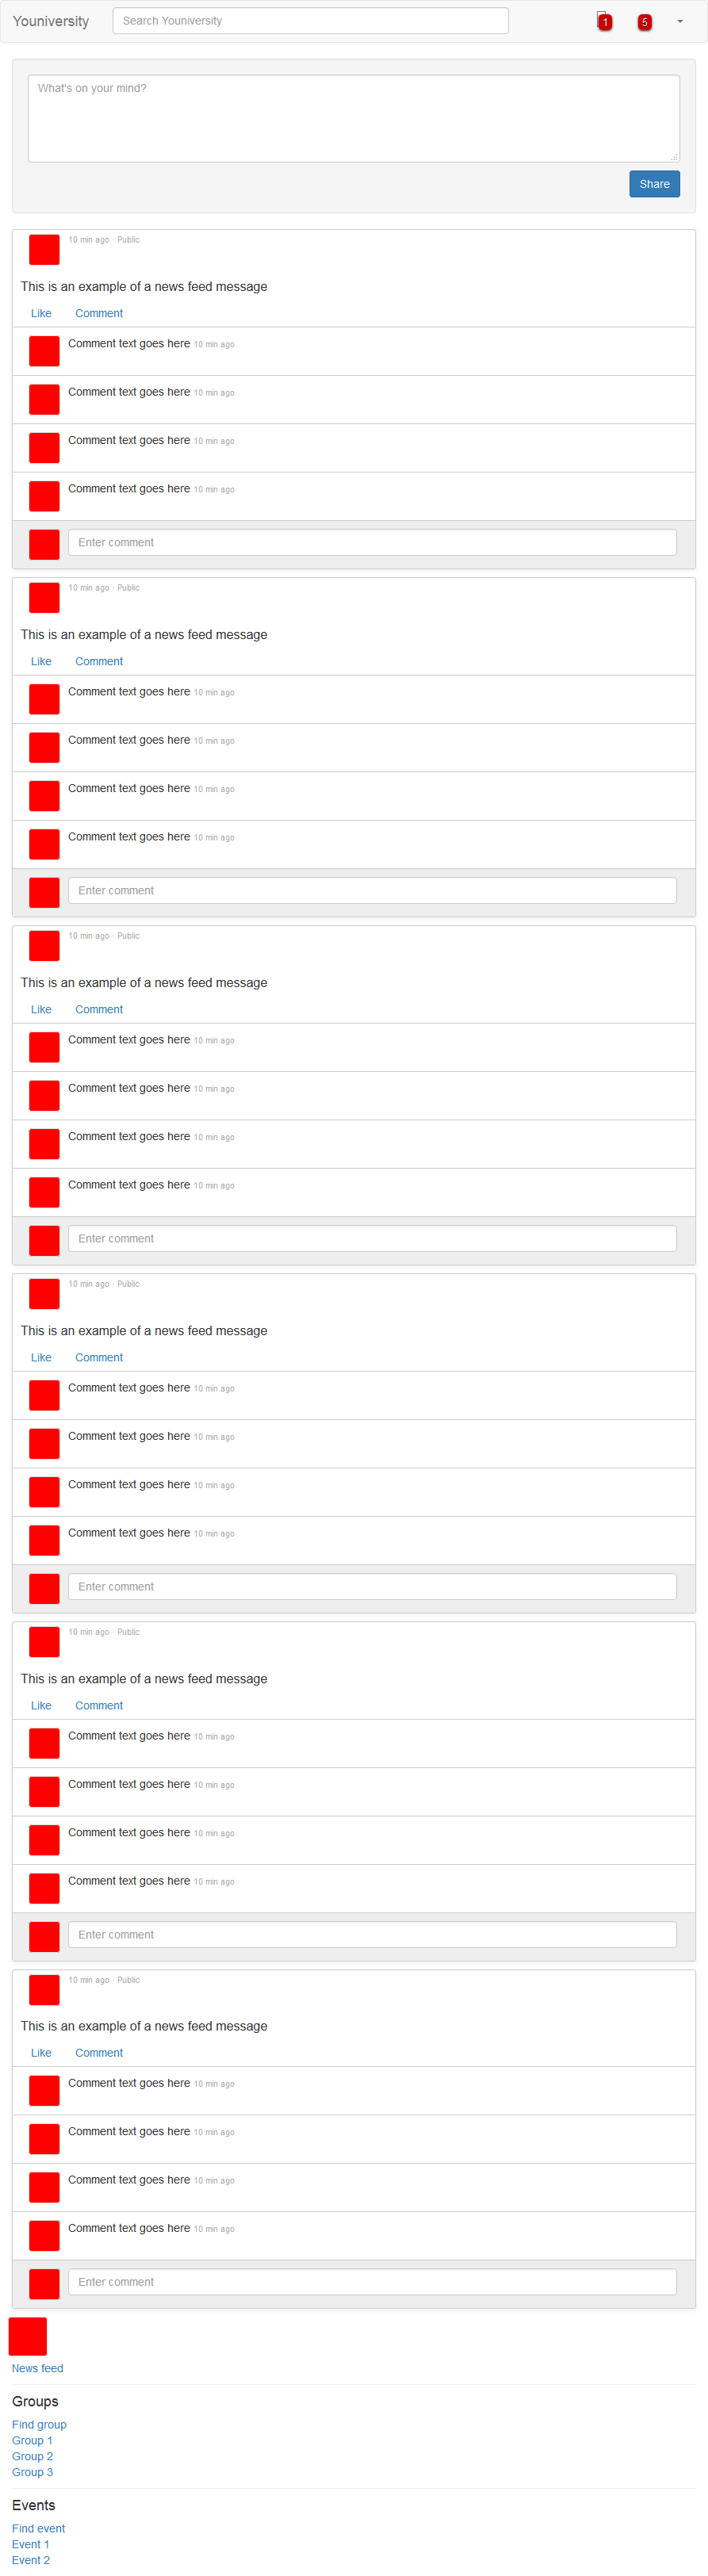 Youniversity Search Youniversity 1 5
What's on your mind?
Share
10 min ago · Public
This is an example of a news feed message
Like Comment
Comment text goes here 10 min ago
Comment text goes here 10 min ago
Comment text goes here 10 min ago
Comment text goes here 10 min ago
Enter comment
10 min ago · Public
This is an example of a news feed message
Like Comment
Comment text goes here 10 min ago
Comment text goes here 10 min ago
Comment text goes here 10 min ago
Comment text goes here 10 min ago
Enter comment
10 min ago · Public
This is an example of a news feed message
Like Comment
Comment text goes here 10 min ago
Comment text goes here 10 min ago
Comment text goes here 10 min ago
Comment text goes here 10 min ago
Enter comment
10 min ago · Public
This is an example of a news feed message
Like Comment
Comment text goes here 10 min ago
Comment text goes here 10 min ago
Comment text goes here 10 min ago
Comment text goes here 10 min ago
Enter comment
10 min ago · Public
This is an example of a news feed message
Like Comment
Comment text goes here 10 min ago
Comment text goes here 10 min ago
Comment text goes here 10 min ago
Comment text goes here 10 min ago
Enter comment
10 min ago · Public
This is an example of a news feed message
Like Comment
Comment text goes here 10 min ago
Comment text goes here 10 min ago
Comment text goes here 10 min ago
Comment text goes here 10 min ago
Enter comment
News feed
Groups
Find group
Group 1
Group 2
Group 3
Events
Find event
Event 1
Event 2